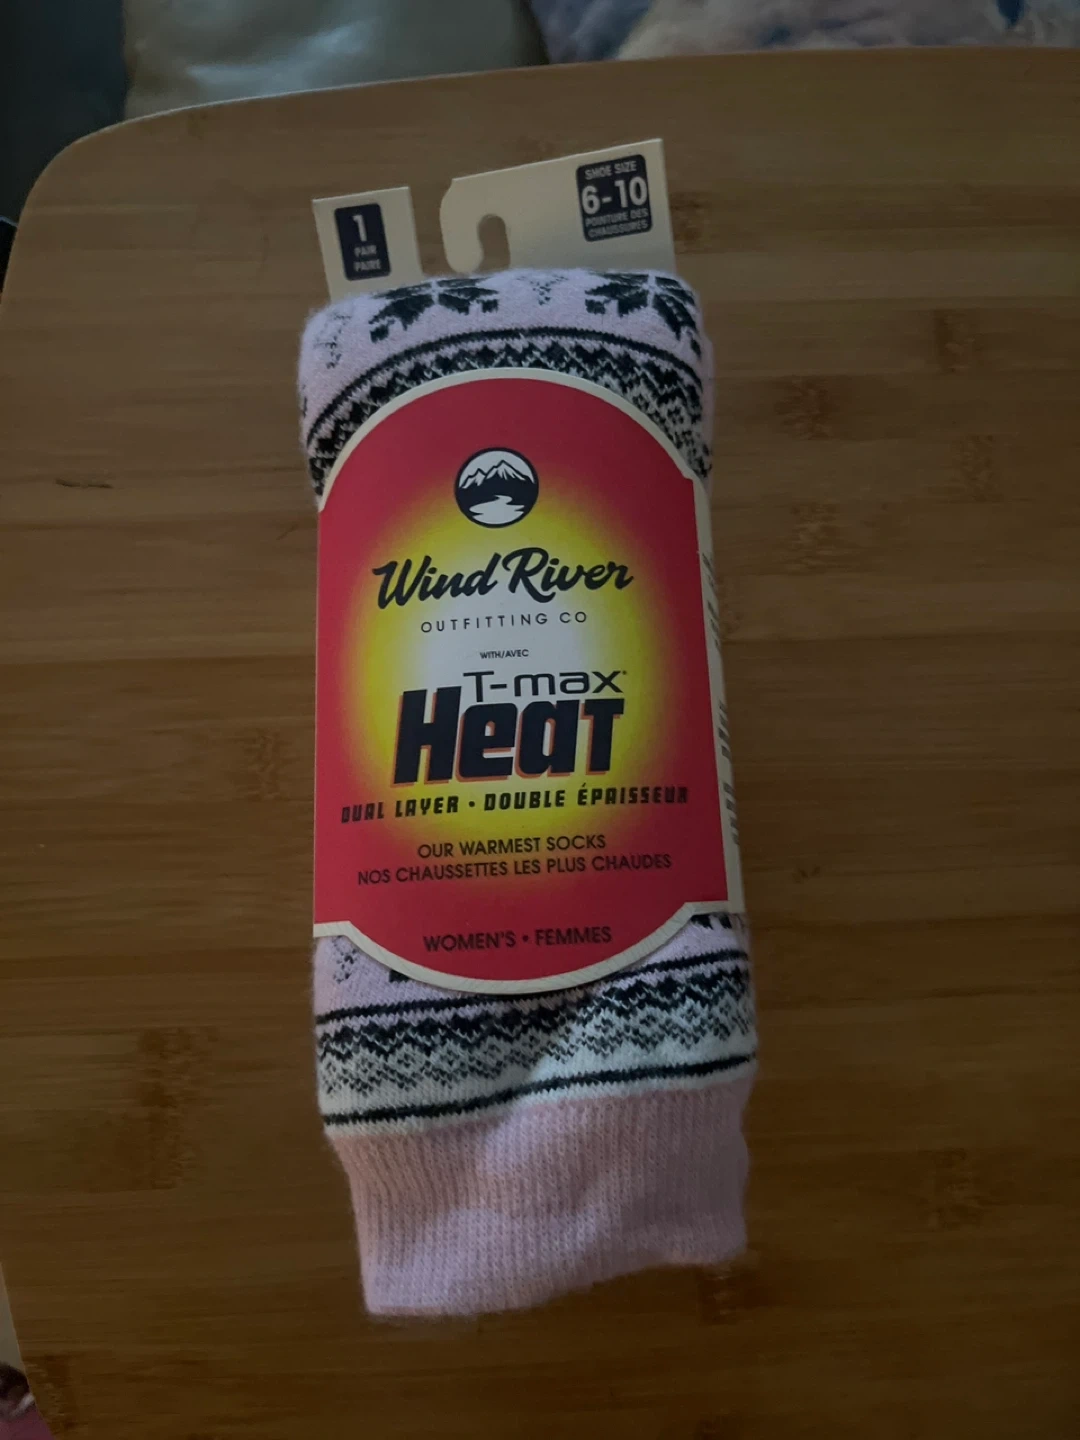 1
PAIR
PAIRE
SHOE SIZE
6-10
POINTURE DES
CHAUSSURES
Wind River
OUTFITTING CO
WITH/AVEC
T-max®
HeaT
DUAL LAYER • DOUBLE ÉPAISSEUR
OUR WARMEST SOCKS
NOS CHAUSSETTES LES PLUS CHAUDES
WOMEN'S • FEMMES